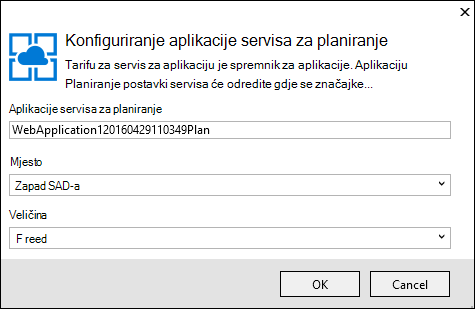 Konfiguriranje aplikacije servisa za planiranje
Tarifu za servis za aplikaciju je spremnik za aplikacije. Aplikaciju
Planiranje postavki servisa će odredite gdje se značajke...
Aplikacije servisa za planiranje
WebApplication120160429110349Plan
Mjesto
Zapad SAD-a
Veličina
F reed
OK
Cancel